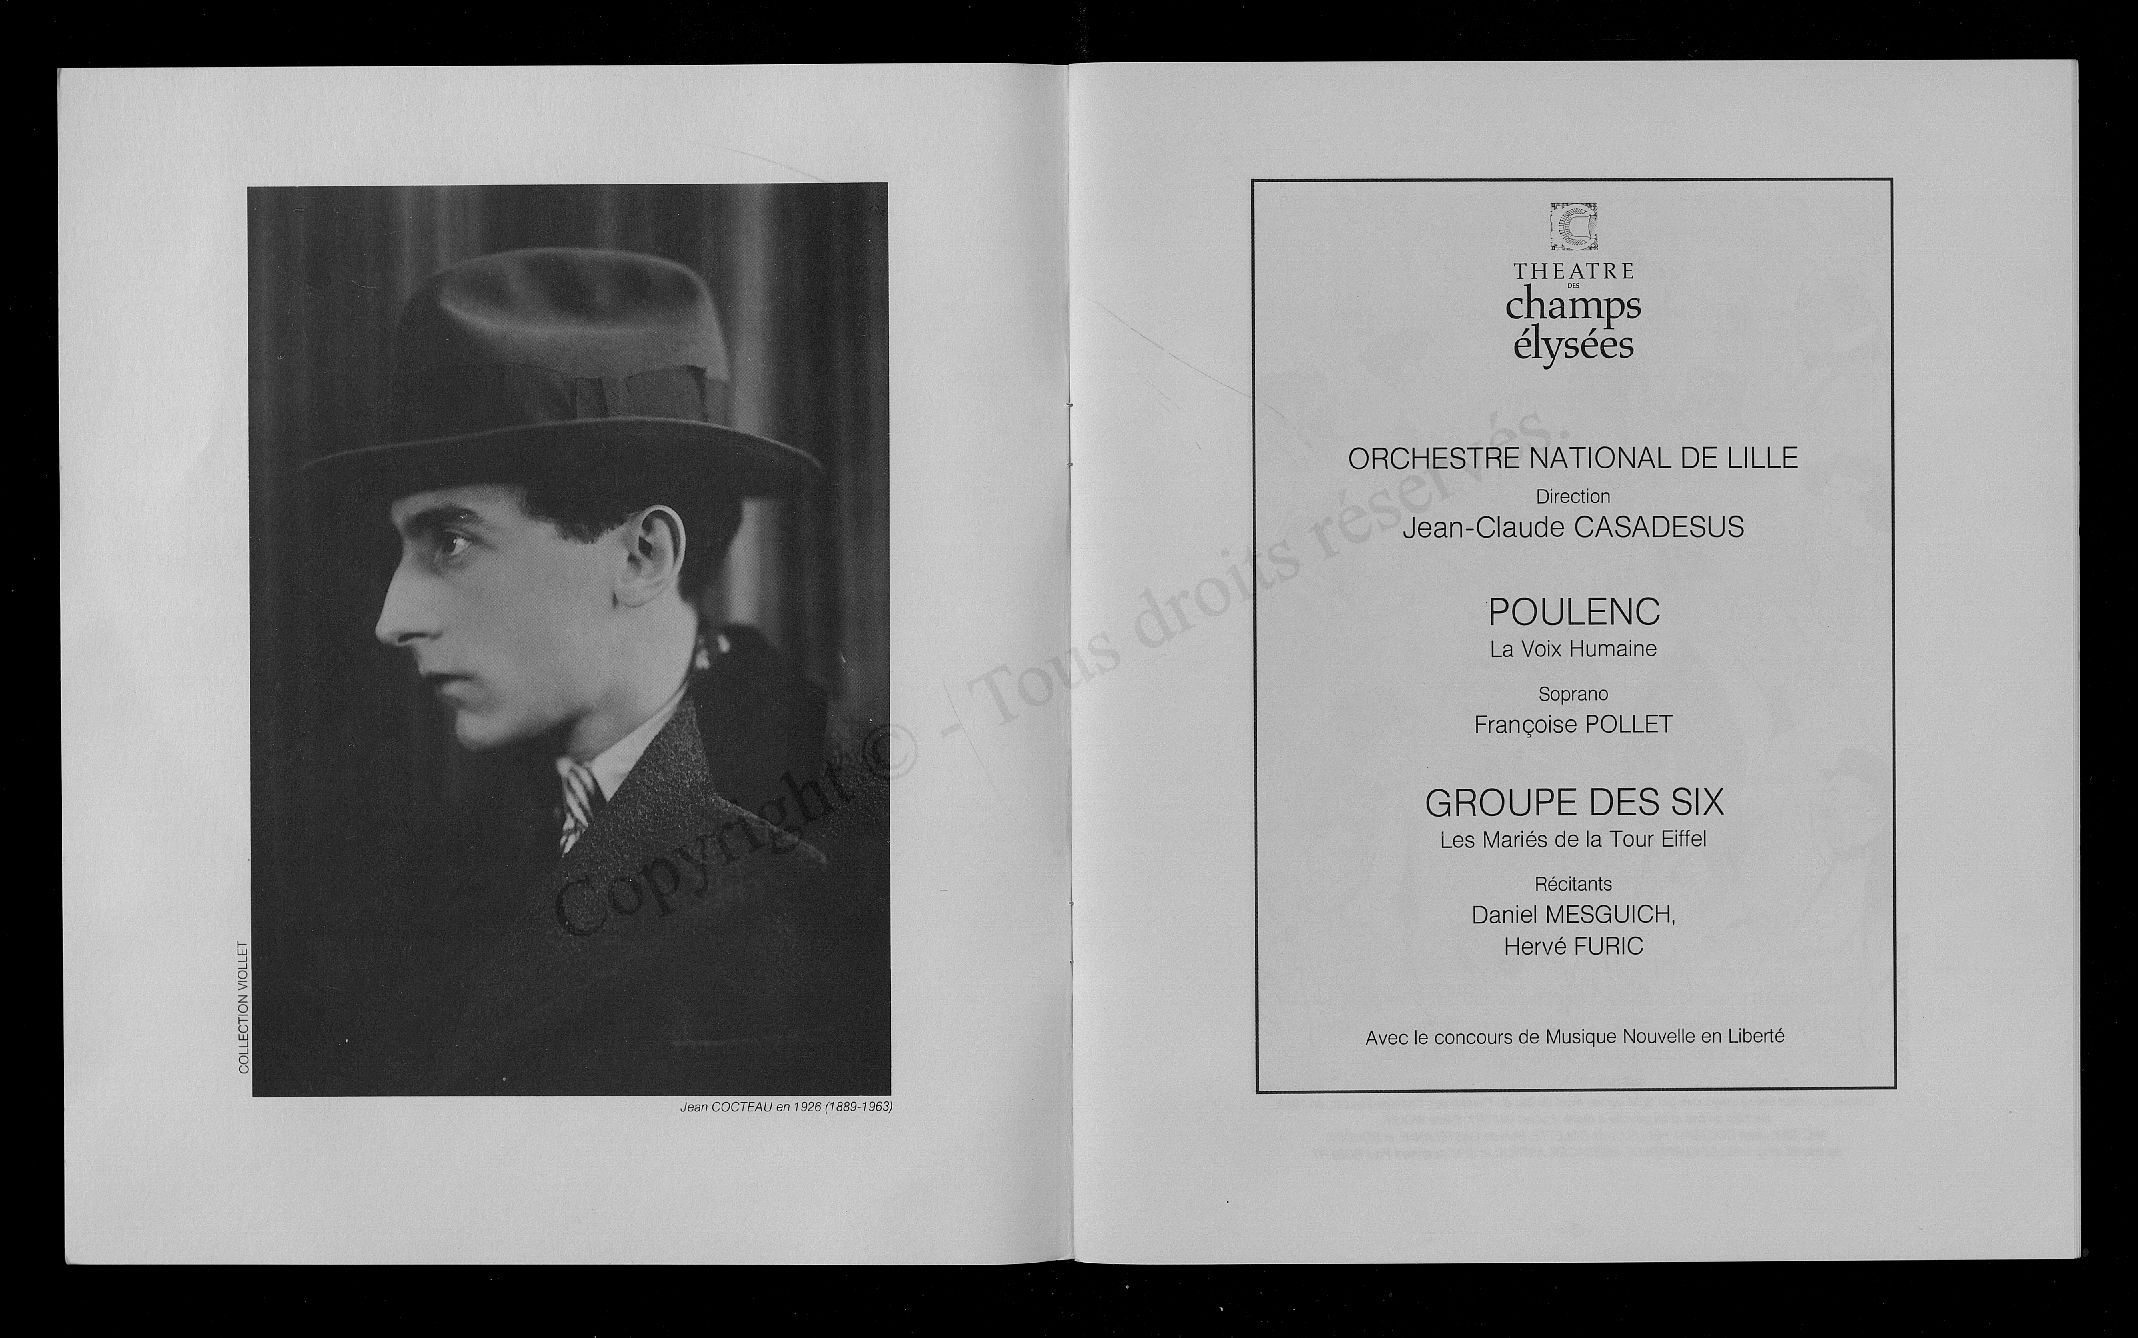 COLLECTION VIOLLET
Jean COCTEAU en 1926 (1889-1963)
THEATRE
DES
champs
élysées
ORCHESTRE NATIONAL DE LILLE
Direction
Jean-Claude CASADESUS
POULENC
La Voix Humaine
Soprano
Françoise POLLET
GROUPE DES SIX
Les Mariés de la Tour Eiffel
Récitants
Daniel MESGUICH,
Hervé FURIC
Avec le concours de Musique Nouvelle en Liberté
Copyright © - Tous droits réservés.